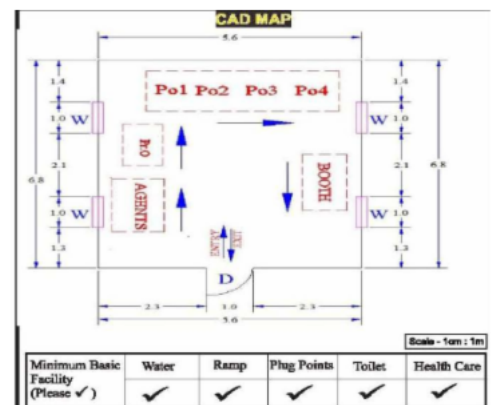 CAD MAP
5.6
Po1 Po2 Po3 Po4
1.4
1.4
W 1.0
W 1.0
PrO
2.1
2.1
6.8
6.8
AGENTS
BOOTH
W 1.0
W 1.0
1.3
1.3
ENTRY
EXIT
D
2.3 1.0 2.3
5.6
Scale - 1cm : 1m
Minimum Basic Facility (Please ✓) Water Ramp Plug Points Toilet Health Care
✓ ✓ ✓ ✓ ✓